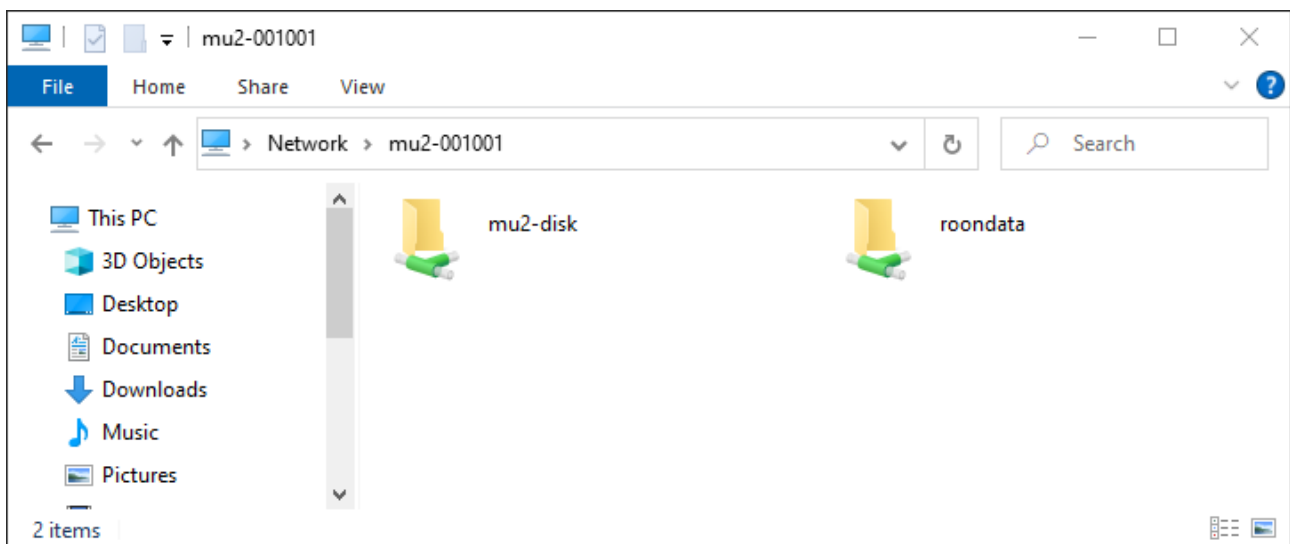 mu2-001001
File Home Share View ?
Network > mu2-001001 Search
This PC
3D Objects
Desktop
Documents
Downloads
Music
Pictures
mu2-disk roondata
2 items